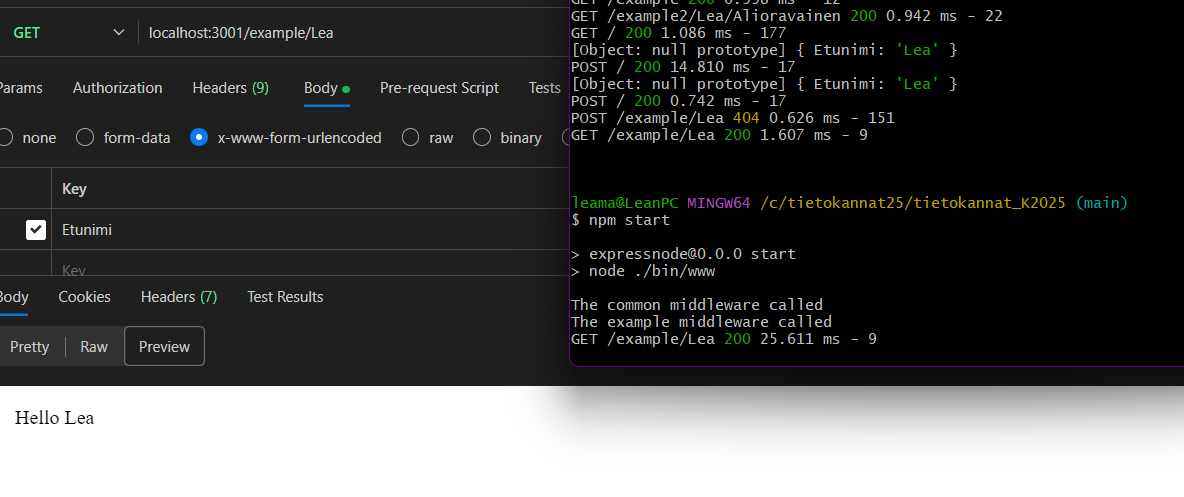 GET
localhost:3001/example/Lea
Params Authorization Headers (9) Body Pre-request Script Tests
none form-data x-www-form-urlencoded raw binary
Key
Etunimi
Key
Body Cookies Headers (7) Test Results
Pretty Raw Preview
Hello Lea
GET /example 200 0.998 ms - 12
GET /example2/Lea/Alioravainen 200 0.942 ms - 22
GET / 200 1.086 ms - 177
[Object: null prototype] { Etunimi: 'Lea' }
POST / 200 14.810 ms - 17
[Object: null prototype] { Etunimi: 'Lea' }
POST / 200 0.742 ms - 17
POST /example/Lea 404 0.626 ms - 151
GET /example/Lea 200 1.607 ms - 9
leama@LeanPC MINGW64 /c/tietokannat25/tietokannat_K2025 (main)
$ npm start
> expressnode@0.0.0 start
> node ./bin/www
The common middleware called
The example middleware called
GET /example/Lea 200 25.611 ms - 9